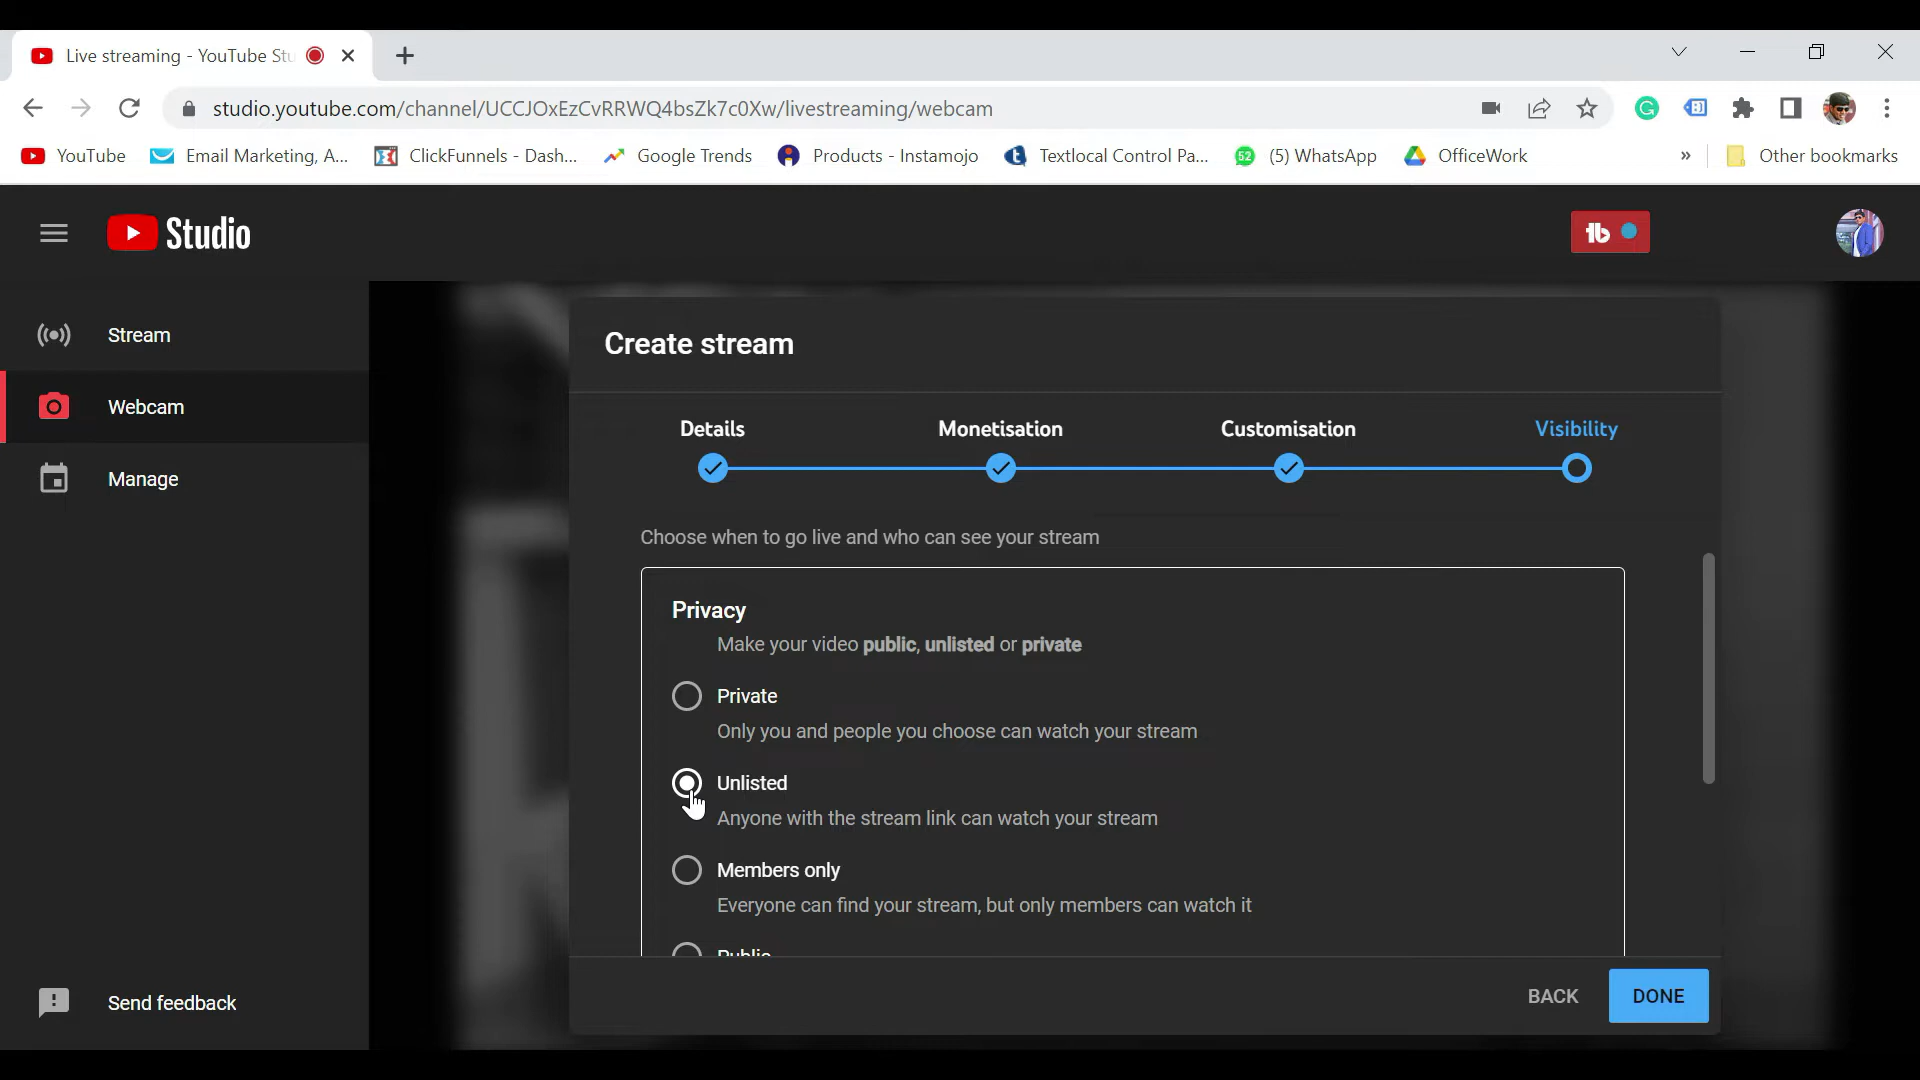 Live streaming - YouTube Stu
studio.youtube.com/channel/UCCJOxEzCvRRWQ4bsZk7c0Xw/livestreaming/webcam
YouTube
Email Marketing, A...
ClickFunnels - Dash...
Google Trends
Products - Instamojo
Textlocal Control Pa...
52
(5) WhatsApp
OfficeWork
»
Other bookmarks
Studio
tb
Stream
Webcam
Manage
Send feedback
Create stream
Details
Monetisation
Customisation
Visibility
Choose when to go live and who can see your stream
Privacy
Make your video public, unlisted or private
Private
Only you and people you choose can watch your stream
Unlisted
Anyone with the stream link can watch your stream
Members only
Everyone can find your stream, but only members can watch it
Public
BACK
DONE